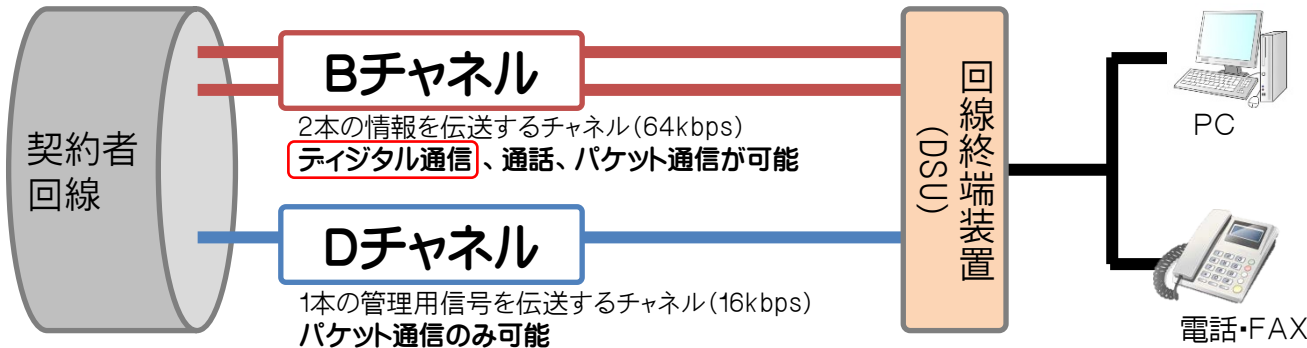 契約者
回線
Bチャネル
2本の情報を伝送するチャネル(64kbps)
ディジタル通信、通話、パケット通信が可能
Dチャネル
1本の管理用信号を伝送するチャネル(16kbps)
パケット通信のみ可能
回線終端装置
(DSU)
PC
電話・FAX